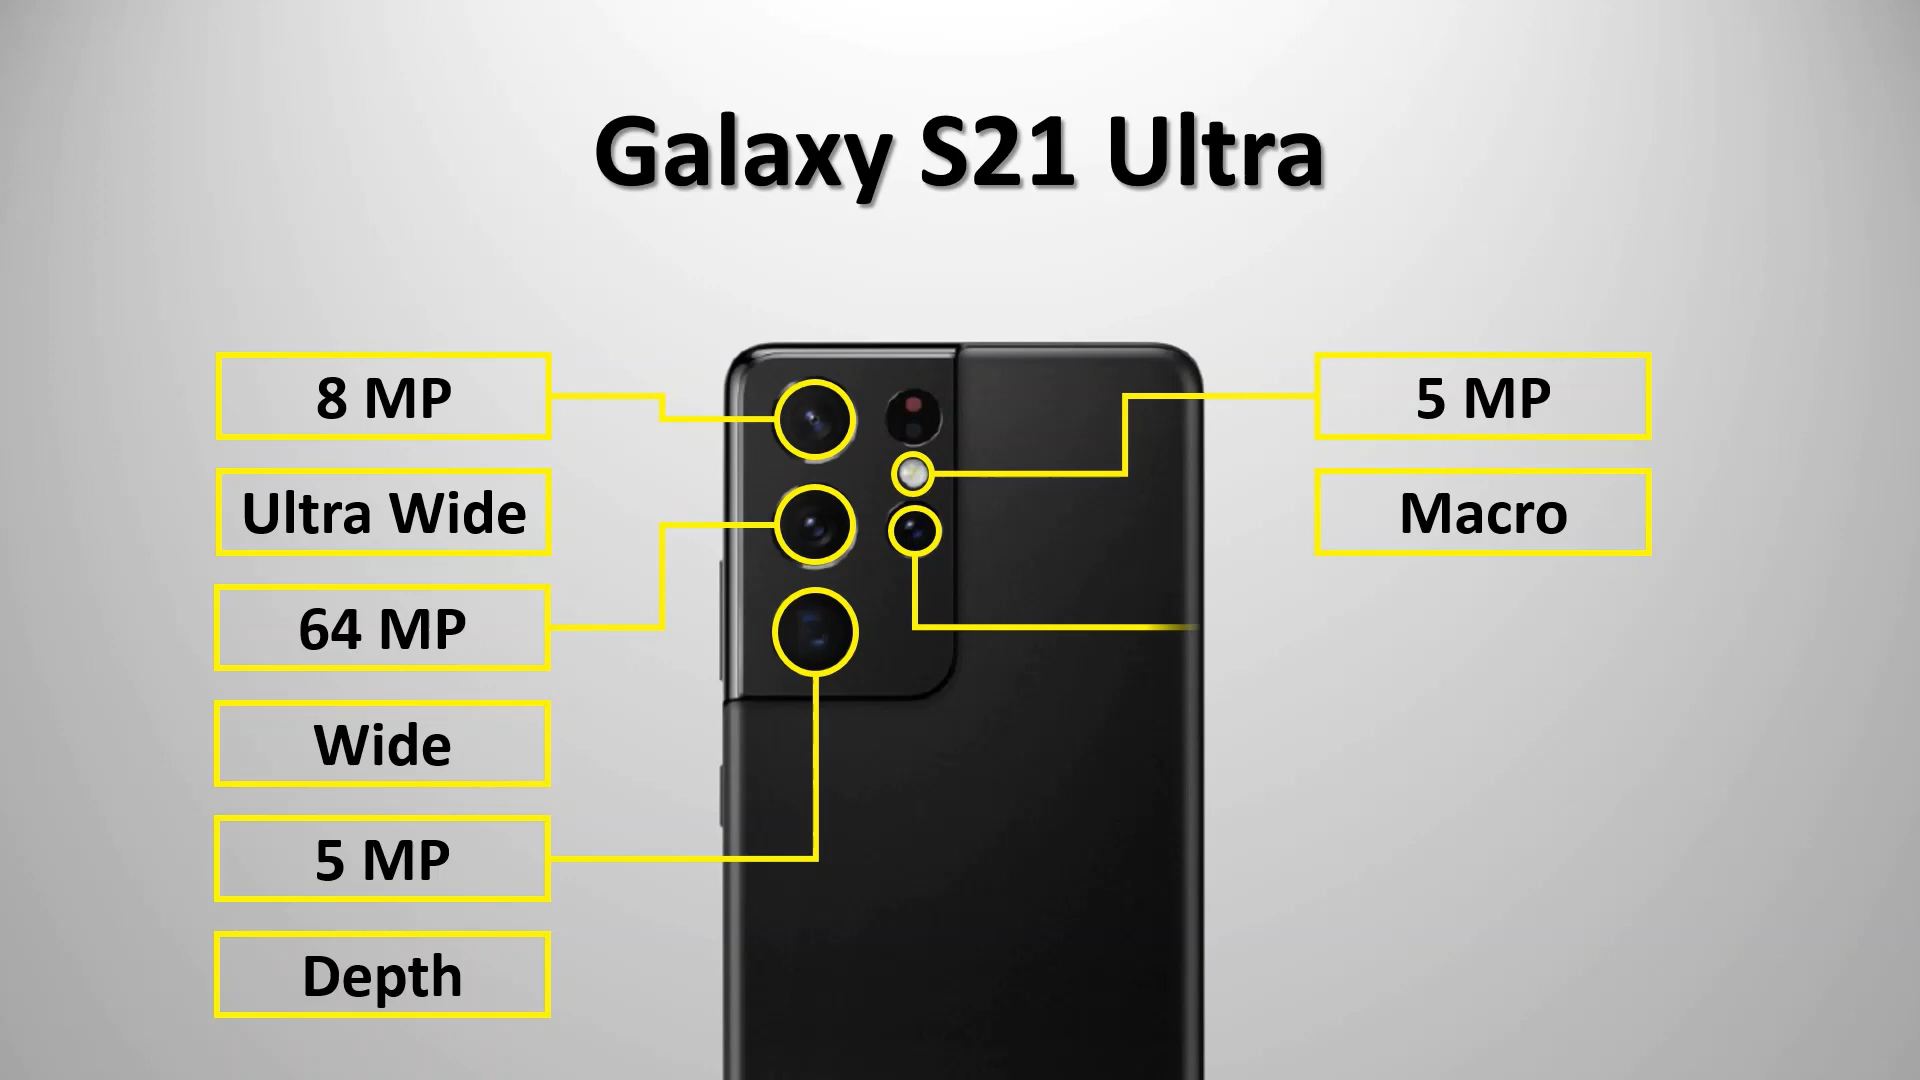 Galaxy S21 Ultra
8 MP
Ultra Wide
64 MP
Wide
5 MP
Depth
5 MP
Macro